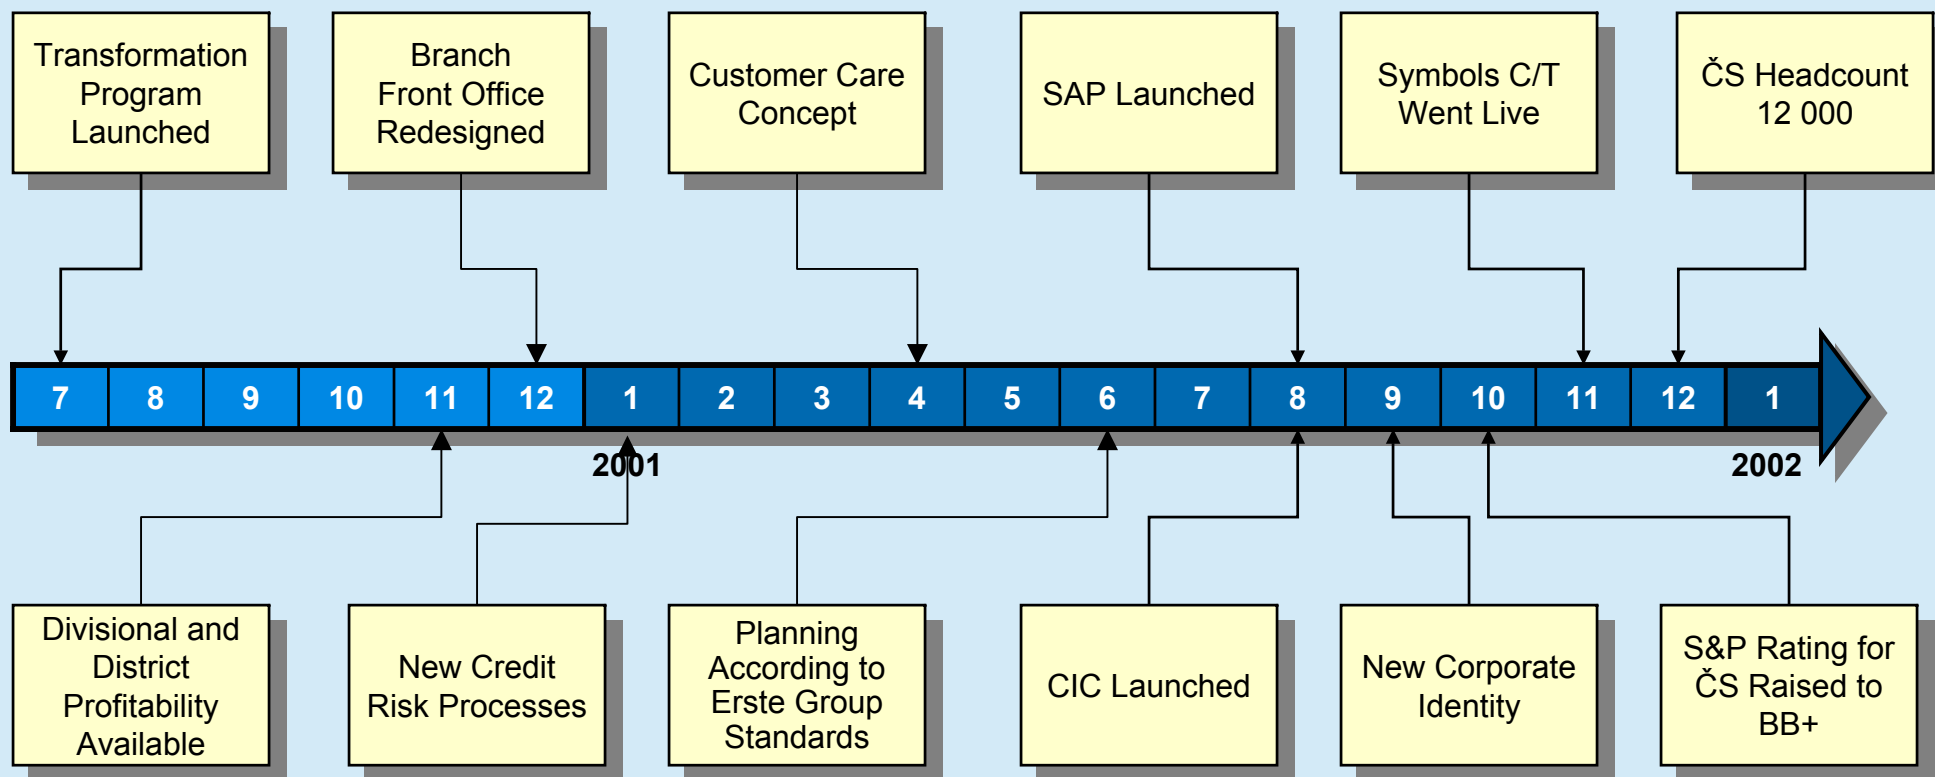 Transformation
Program
Launched
Branch
Front Office
Redesigned
Customer Care
Concept
SAP Launched
Symbols C/T
Went Live
ČS Headcount
12 000
7 8 9 10 11 12 1 2 3 4 5 6 7 8 9 10 11 12 1
2001
2002
Divisional and
District
Profitability
Available
New Credit
Risk Processes
Planning
According to
Erste Group
Standards
CIC Launched
New Corporate
Identity
S&P Rating for
ČS Raised to
BB+